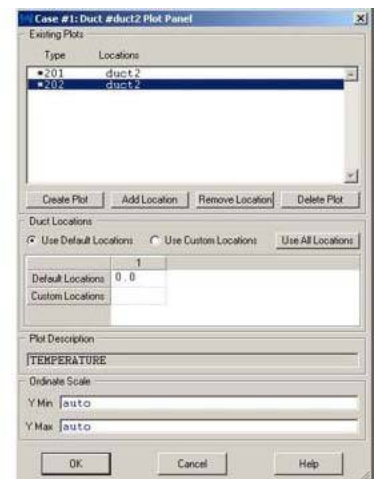 Case #1: Duct #duct2 Plot Panel
Existing Plots
Type Locations
*201 duct2
*202 duct2
Create Plot Add Location Remove Location Delete Plot
Duct Locations
Use Default Locations Use Custom Locations Use All Locations
1
Default Locations 0.0
Custom Locations
Plot Description
TEMPERATURE
Ordinate Scale
Y Min auto
Y Max auto
OK Cancel Help